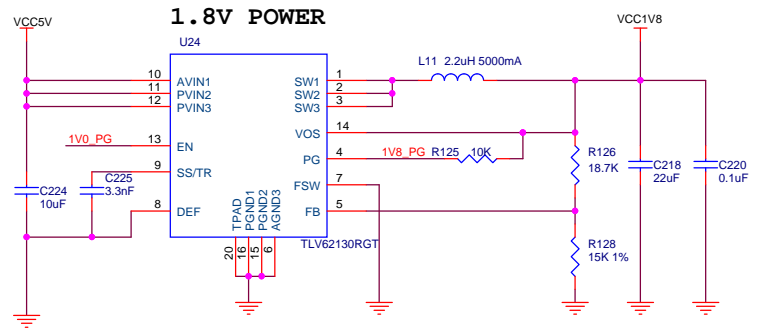 1.8V POWER
VCC5V
VCC1V8
U24
L11 2.2uH 5000mA
10 AVIN1 SW1 1
11 PVIN2 SW2 2
12 PVIN3 SW3 3
VOS 14
1V0_PG 13 EN
PG 4 1V8_PG R125 10K
R126
18.7K
9 SS/TR
C224
10uF
C225
3.3nF
FSW 7
C218
22uF
C220
0.1uF
8 DEF
FB 5
TPAD
PGND1
PGND2
AGND3
20
16
15
6
TLV62130RGT
R128
15K 1%